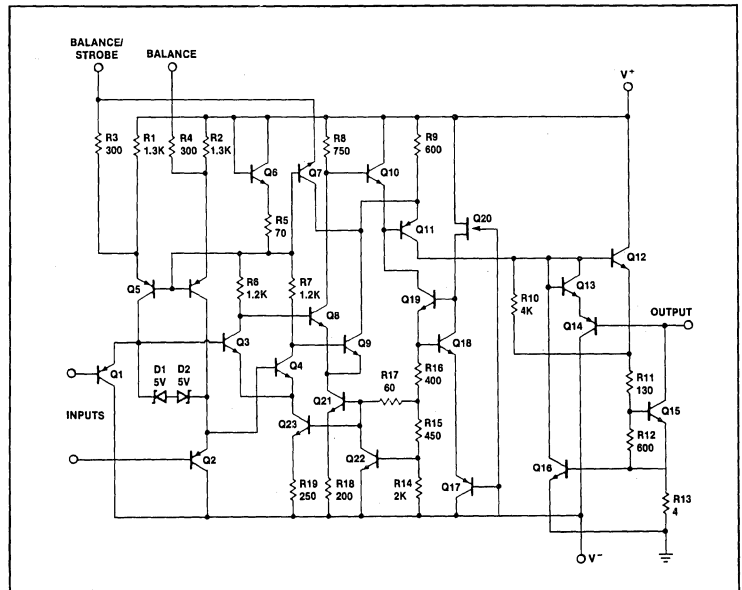 BALANCE/
STROBE
BALANCE
V+
R3
300
R1
1.3K
R4
300
R2
1.3K
Q6
Q7
R8
750
Q10
R9
600
R5
70
Q11
Q20
Q12
Q5
R6
1.2K
R7
1.2K
Q8
Q19
R10
4K
Q13
Q14
OUTPUT
Q3
Q9
Q18
Q1
D1
5V
D2
5V
Q4
R17
60
R16
400
R11
130
Q15
INPUTS
Q21
R15
450
R12
600
Q23
Q22
Q16
Q2
R19
250
R18
200
R14
2K
Q17
R13
4
V−